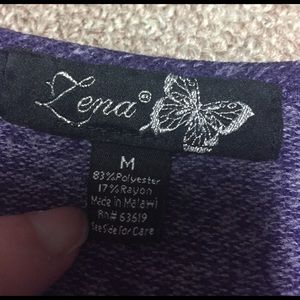 Zena®
M
83% Polyester
17% Rayon
Made in Malawi
Rn# 63619
See Side for Care